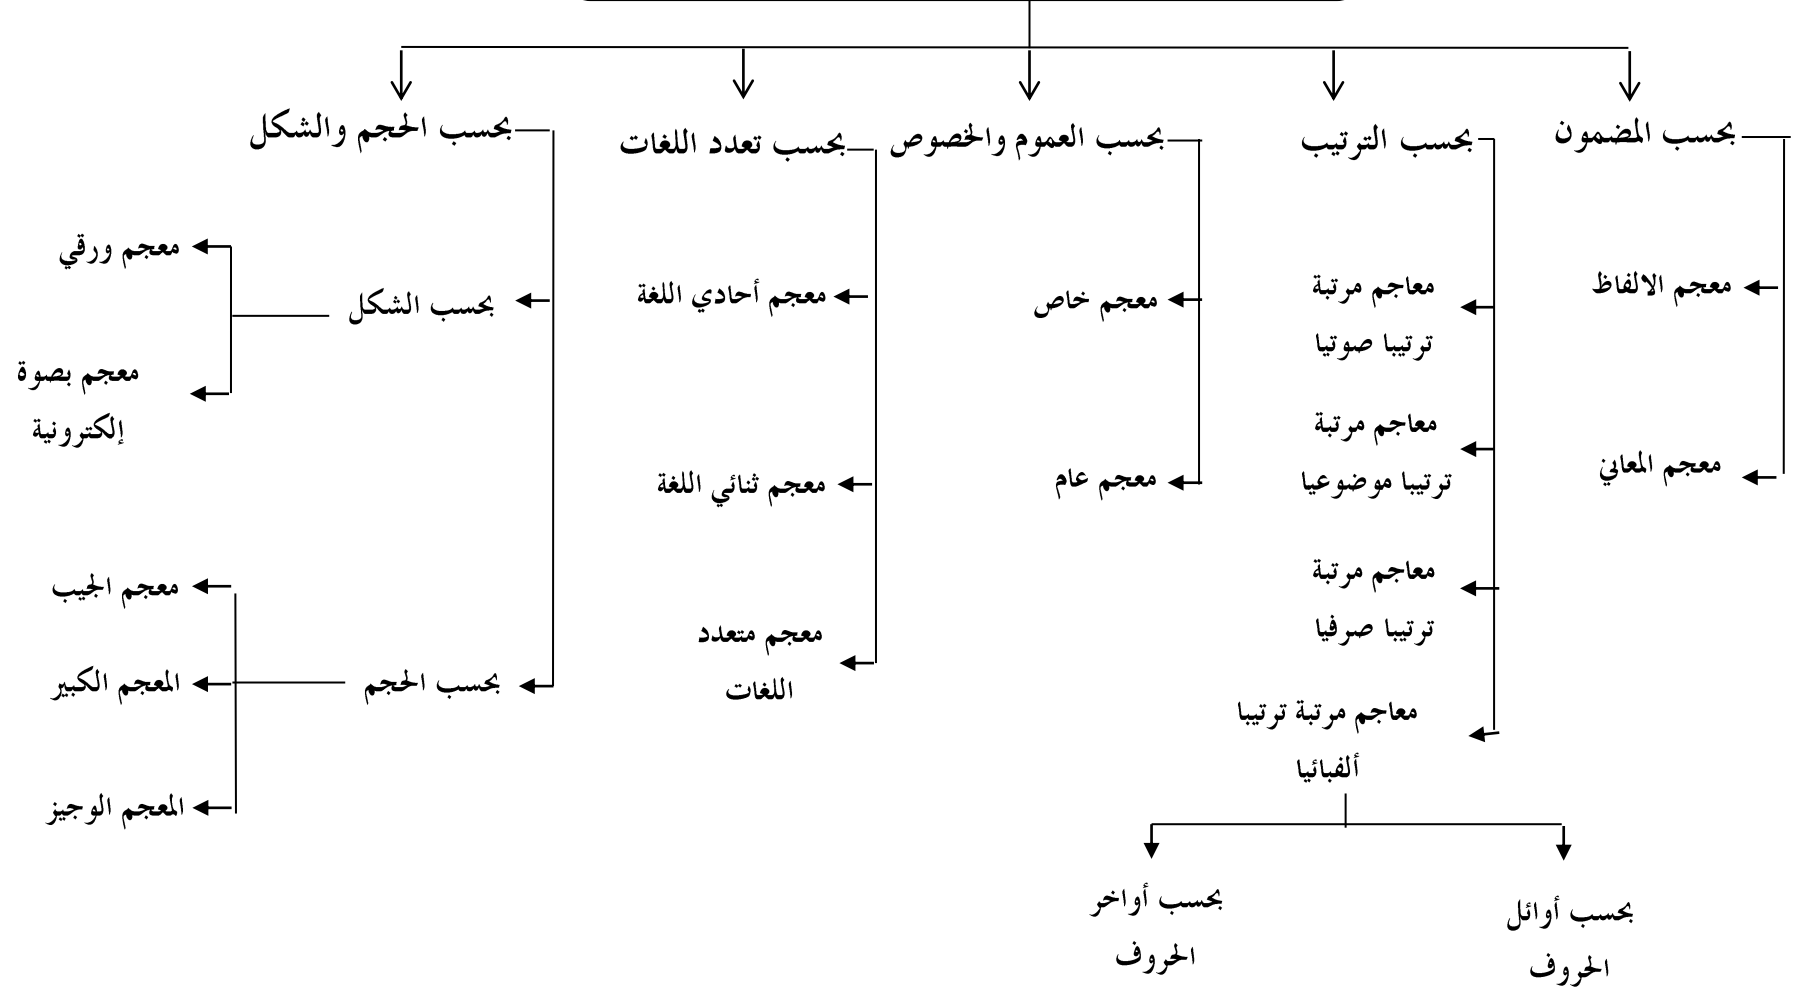 بحسب المضمون
معجم الالفاظ
معجم المعاني
بحسب الترتيب
معاجم مرتبة
ترتيبا صوتيا
معاجم مرتبة
ترتيبا موضوعيا
معاجم مرتبة
ترتيبا صرفيا
معاجم مرتبة ترتيبا
ألفبائيا
بحسب أوائل
الحروف
بحسب أواخر
الحروف
بحسب العموم والخصوص
معجم خاص
معجم عام
بحسب تعدد اللغات
معجم أحادي اللغة
معجم ثنائي اللغة
معجم متعدد
اللغات
بحسب الحجم والشكل
بحسب الشكل
معجم ورقي
معجم بصوة
إلكترونية
بحسب الحجم
معجم الجيب
المعجم الكبير
المعجم الوجيز